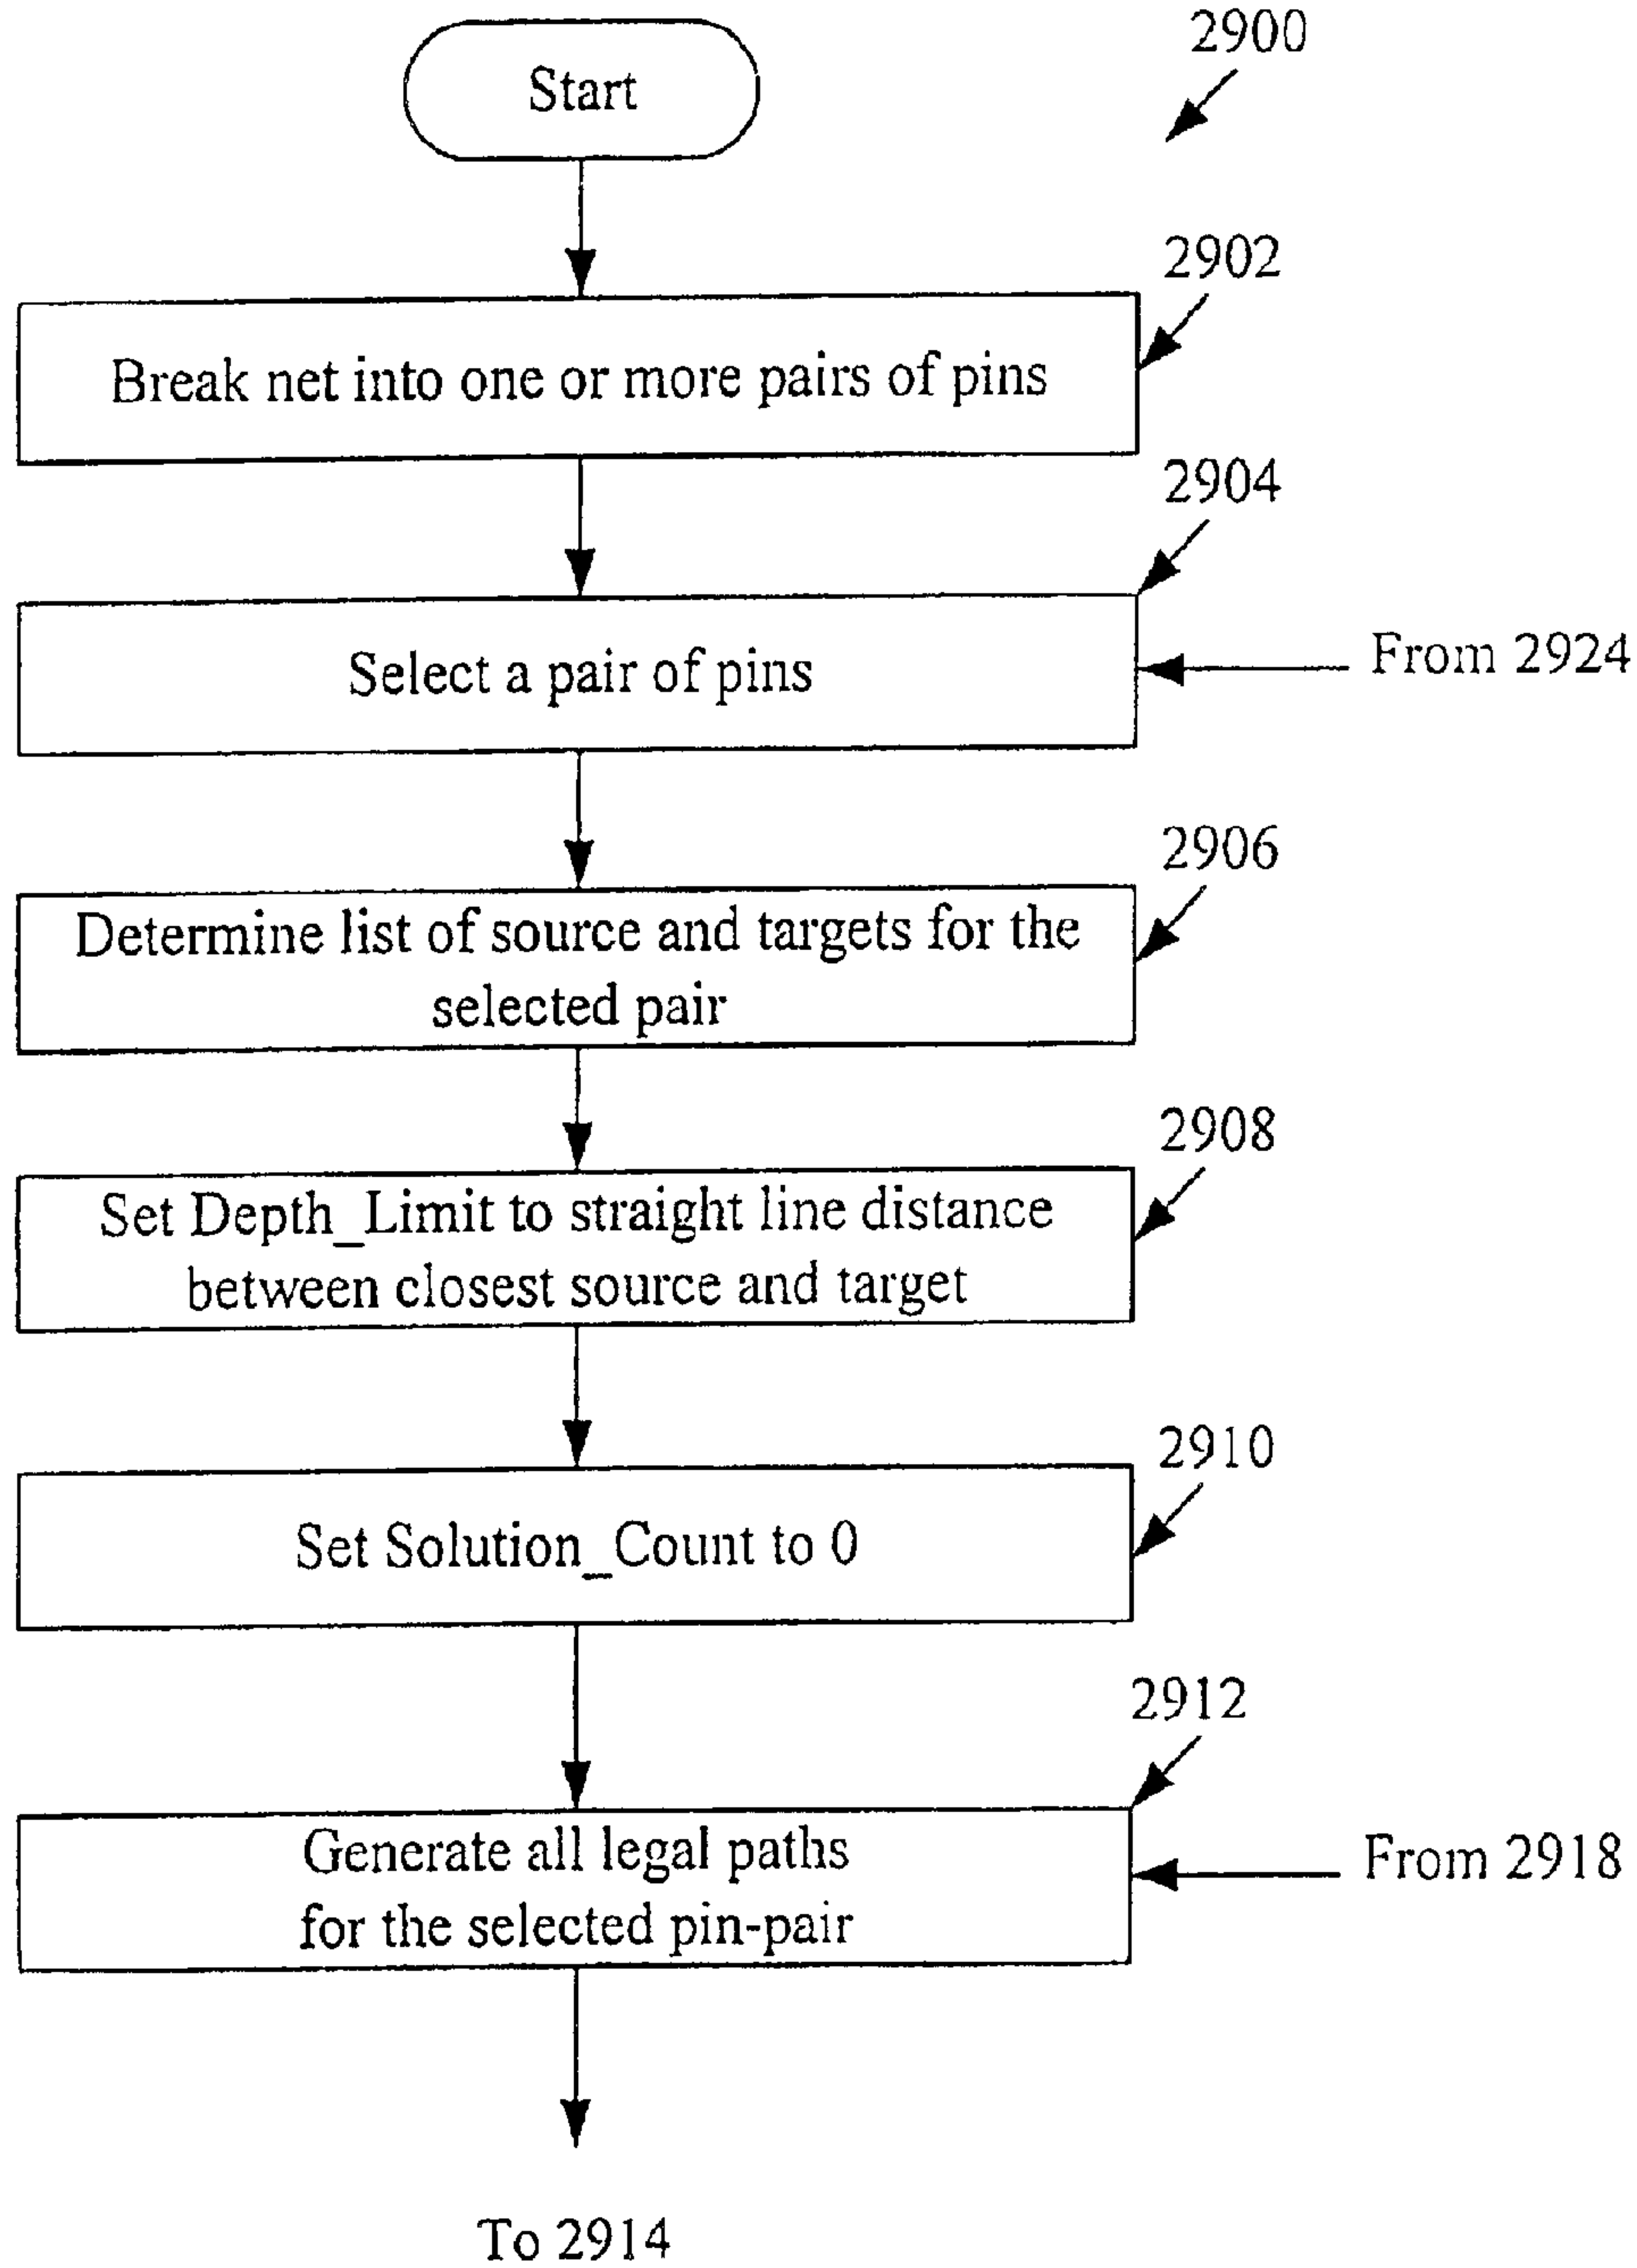 2900
Start
2902
Break net into one or more pairs of pins
2904
Select a pair of pins
From 2924
2906
Determine list of source and targets for the
selected pair
2908
Set Depth_Limit to straight line distance
between closest source and target
2910
Set Solution_Count to 0
2912
Generate all legal paths
for the selected pin-pair
From 2918
To 2914